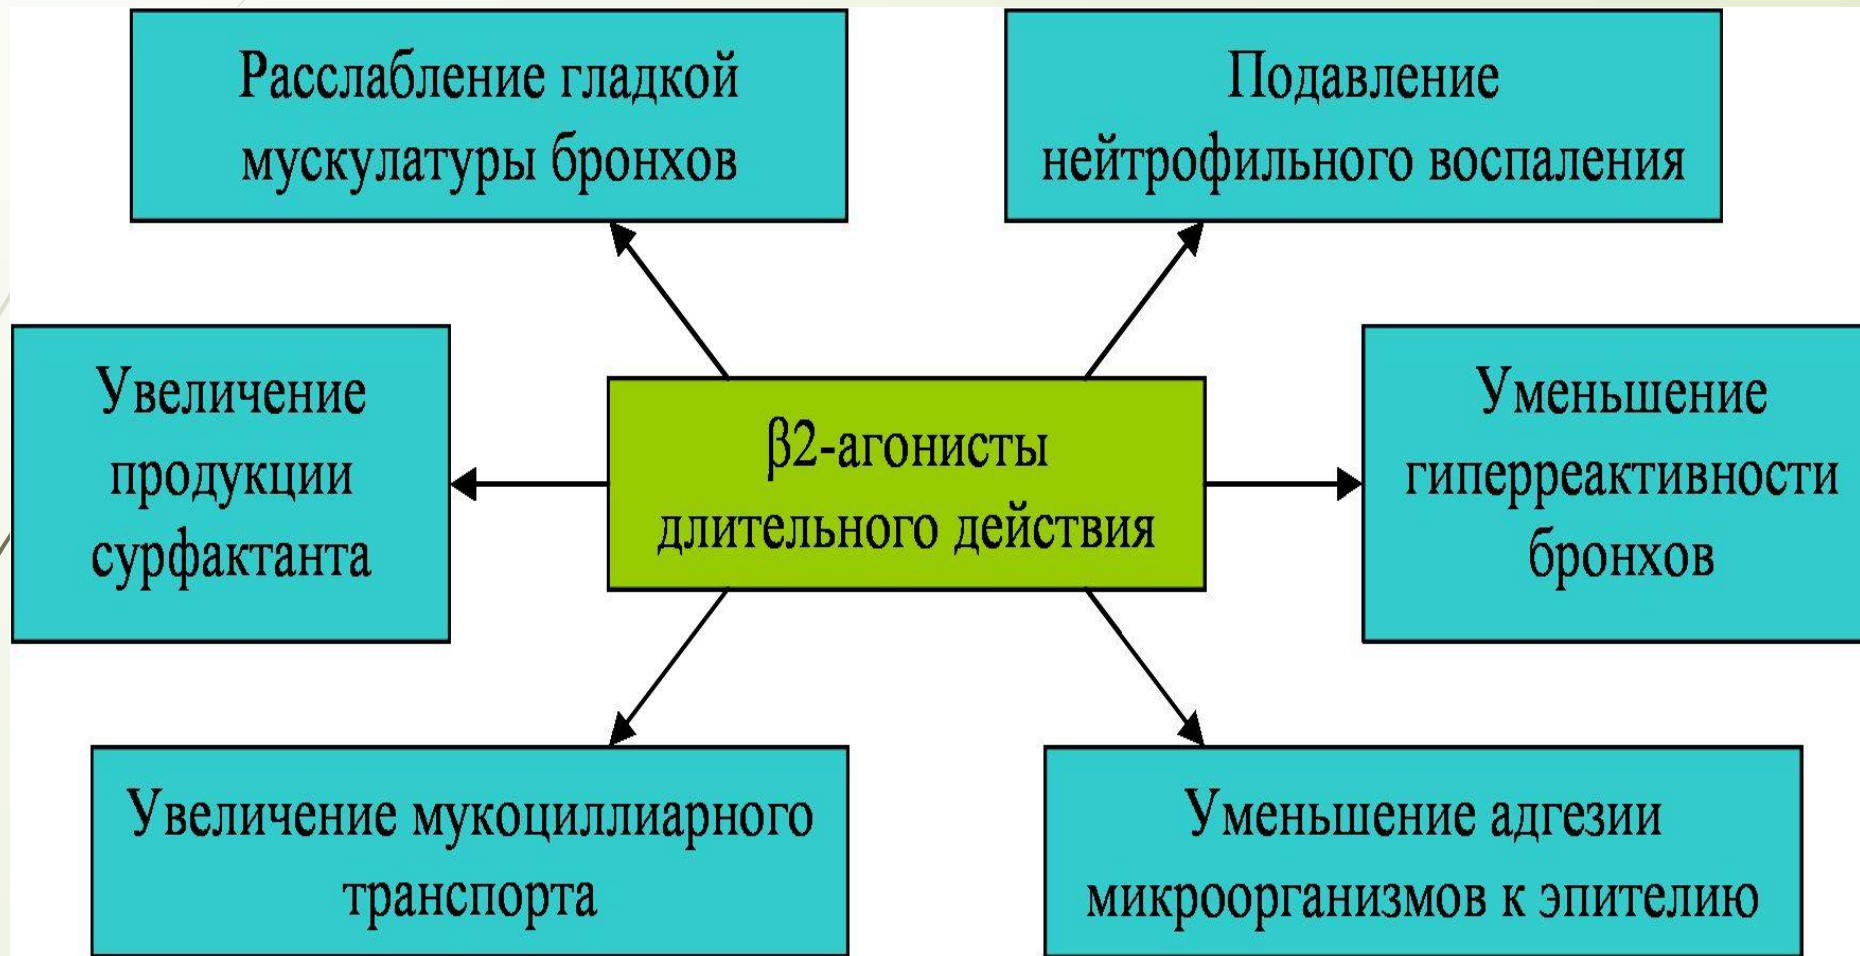 Расслабление гладкой
мускулатуры бронхов
Подавление
нейтрофильного воспаления
Увеличение
продукции
сурфактанта
β2-агонисты
длительного действия
Уменьшение
гиперреактивности
бронхов
Увеличение мукоциллиарного
транспорта
Уменьшение адгезии
микроорганизмов к эпителию